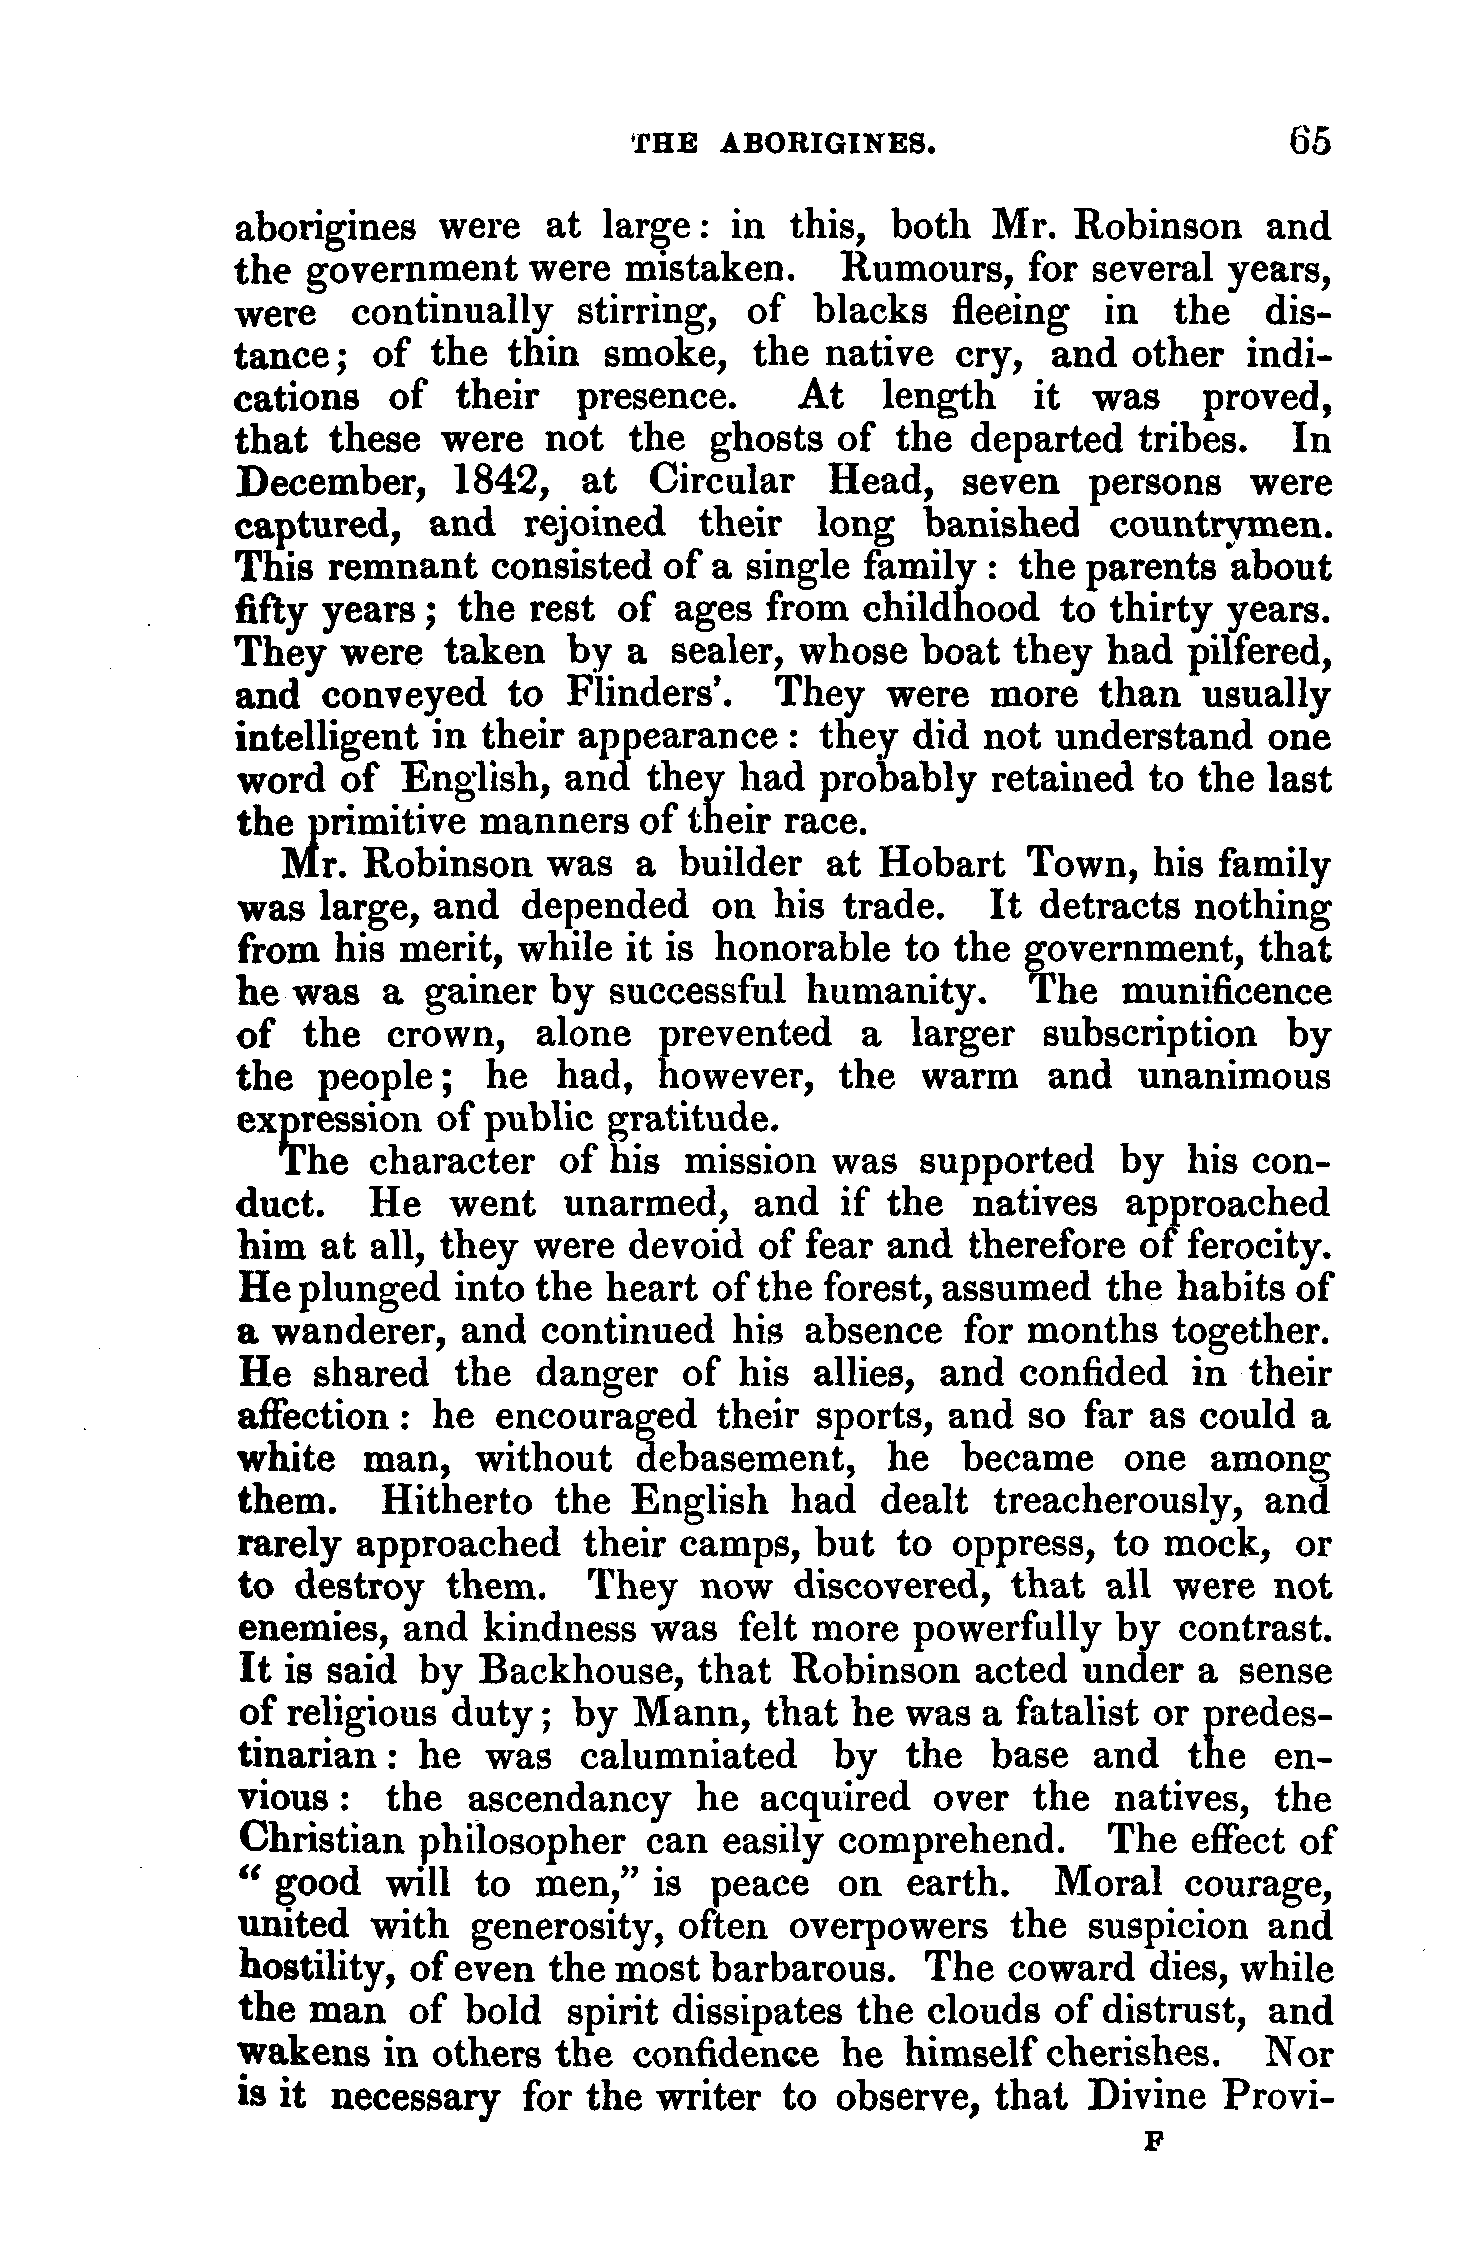 THE ABORIGINES. 65
aborigines were at large: in this, both Mr. Robinson and
the government were mistaken. Rumours, for several years,
were continually stirring, of blacks fleeing in the dis-
tance; of the thin smoke, the native cry, and other indi-
cations of their presence. At length it was proved,
that these were not the ghosts of the departed tribes. In
December, 1842, at Circular Head, seven persons were
captured, and rejoined their long banished countrymen.
This remnant consisted of a single family : the parents about
fifty years ; the rest of ages from childhood to thirty years.
They were taken by a sealer, whose boat they had pilfered,
and conveyed to Flinders'. They were more than usually
intelligent in their appearance : they did not understand one
word of English, and they had probably retained to the last
the primitive manners of their race.
Mr. Robinson was a builder at Hobart Town, his family
was large, and depended on his trade. It detracts nothing
from his merit, while it is honorable to the government, that
he was a gainer by successful humanity. The munificence
of the crown, alone prevented a larger subscription by
the people; he had, however, the warm and unanimous
expression of public gratitude.
The character of his mission was supported by his con-
duct. He went unarmed, and if the natives approached
him at all, they were devoid of fear and therefore of ferocity.
He plunged into the heart of the forest, assumed the habits of
a wanderer, and continued his absence for months together.
He shared the danger of his allies, and confided in their
affection : he encouraged their sports, and so far as could a
white man, without debasement, he became one among
them. Hitherto the English had dealt treacherously, and
rarely approached their camps, but to oppress, to mock, or
to destroy them. They now discovered, that all were not
enemies, and kindness was felt more powerfully by contrast.
It is said by Backhouse, that Robinson acted under a sense
of religious duty ; by Mann, that he was a fatalist or predes-
tinarian : he was calumniated by the base and the en-
vious : the ascendancy he acquired over the natives, the
Christian philosopher can easily comprehend. The effect of
“ good will to men,” is peace on earth. Moral courage,
united with generosity, often overpowers the suspicion and
hostility, of even the most barbarous. The coward dies, while
the man of bold spirit dissipates the clouds of distrust, and
wakens in others the confidence he himself cherishes. Nor
is it necessary for the writer to observe, that Divine Provi-
F